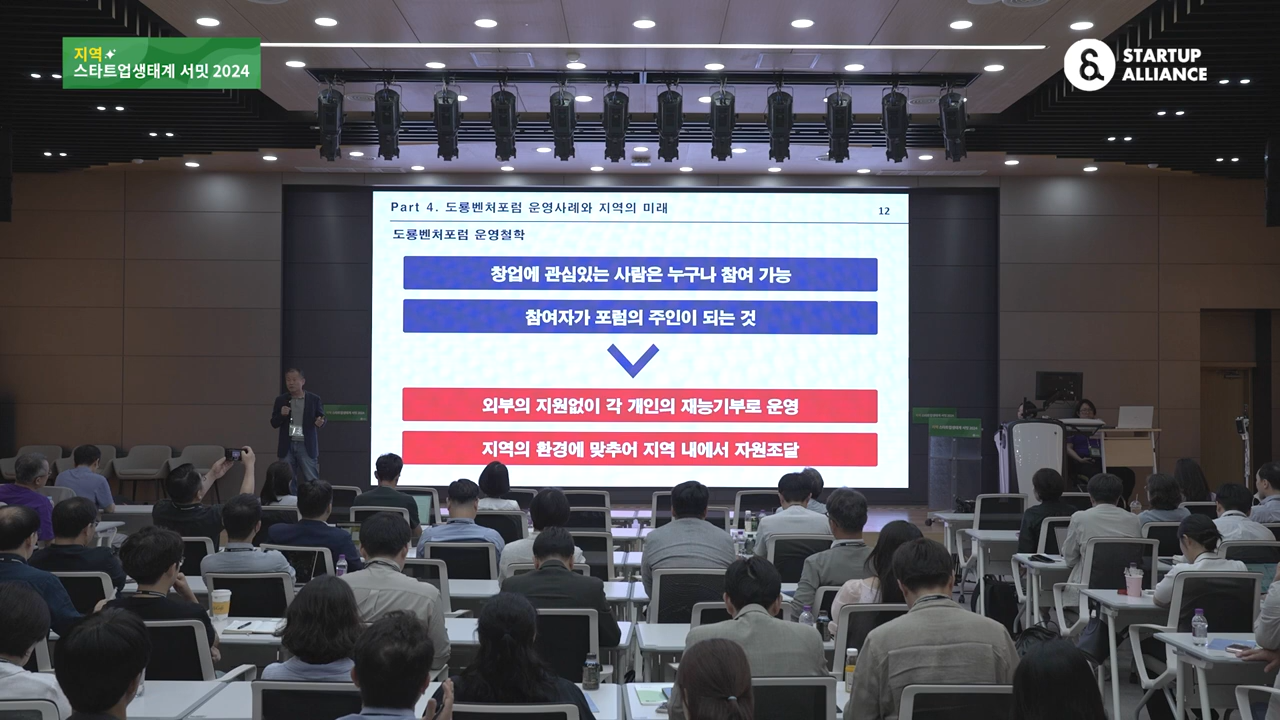 지역
스타트업생태계 서밋 2024
STARTUP
ALLIANCE
Part 4. 도룡벤처포럼 운영사례와 지역의 미래
12
도룡벤처포럼 운영철학
창업에 관심있는 사람은 누구나 참여 가능
참여자가 포럼의 주인이 되는 것
외부의 지원없이 각 개인의 재능기부로 운영
지역의 환경에 맞추어 지역 내에서 자원조달